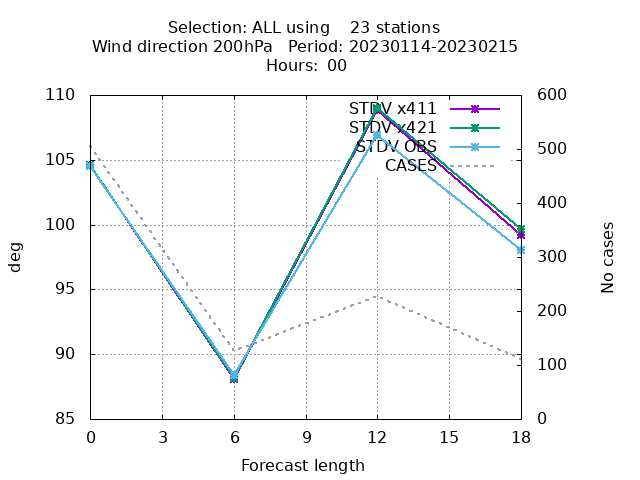 Selection: ALL using 23 stations
Wind direction 200hPa Period: 20230114-20230215
Hours: 00
110
105
100
95
90
85
600
500
400
300
200
100
0
STDV x411
STDV x421
STDV OBS
CASES
deg
No cases
0 3 6 9 12 15 18
Forecast length